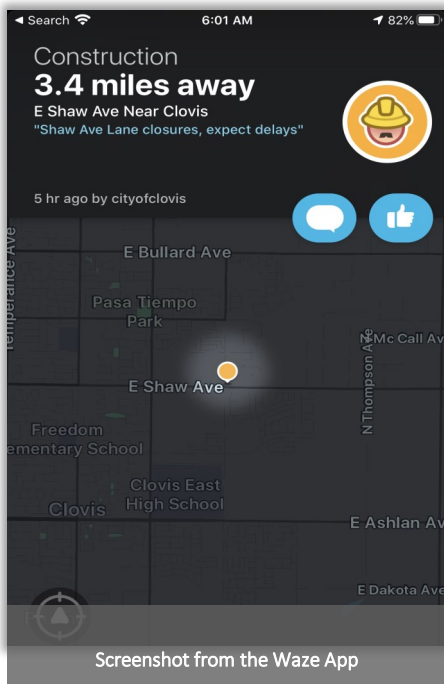 ◄ Search
6:01 AM
82%
Construction
3.4 miles away
E Shaw Ave Near Clovis
"Shaw Ave Lane closures, expect delays"
5 hr ago by cityofclovis
Temperance Ave
E Bullard Ave
Pasa Tiempo
Park
N Mc Call Av
E Shaw Ave
N Thompson Ave
Freedom
ementary School
Clovis East
High School
Clovis
E Ashlan Av
E Dakota Ave
Screenshot from the Waze App